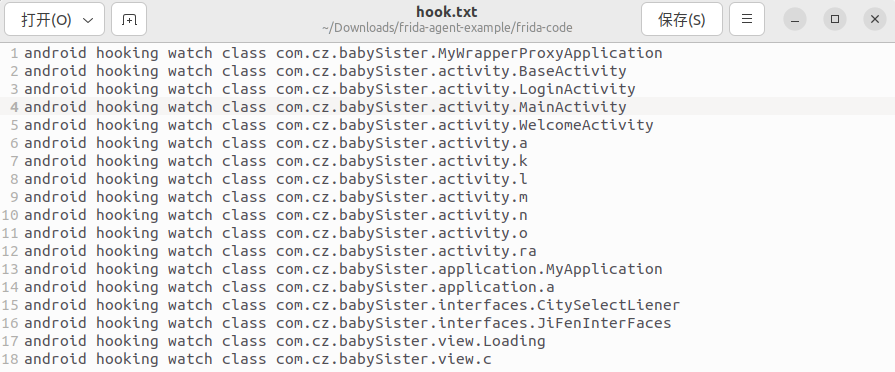 打开(O)
hook.txt
~/Downloads/frida-agent-example/frida-code
保存(S)
1 android hooking watch class com.cz.babySister.MyWrapperProxyApplication
2 android hooking watch class com.cz.babySister.activity.BaseActivity
3 android hooking watch class com.cz.babySister.activity.LoginActivity
4 android hooking watch class com.cz.babySister.activity.MainActivity
5 android hooking watch class com.cz.babySister.activity.WelcomeActivity
6 android hooking watch class com.cz.babySister.activity.a
7 android hooking watch class com.cz.babySister.activity.k
8 android hooking watch class com.cz.babySister.activity.l
9 android hooking watch class com.cz.babySister.activity.m
10 android hooking watch class com.cz.babySister.activity.n
11 android hooking watch class com.cz.babySister.activity.o
12 android hooking watch class com.cz.babySister.activity.ra
13 android hooking watch class com.cz.babySister.application.MyApplication
14 android hooking watch class com.cz.babySister.application.a
15 android hooking watch class com.cz.babySister.interfaces.CitySelectLiener
16 android hooking watch class com.cz.babySister.interfaces.JiFenInterFaces
17 android hooking watch class com.cz.babySister.view.Loading
18 android hooking watch class com.cz.babySister.view.c